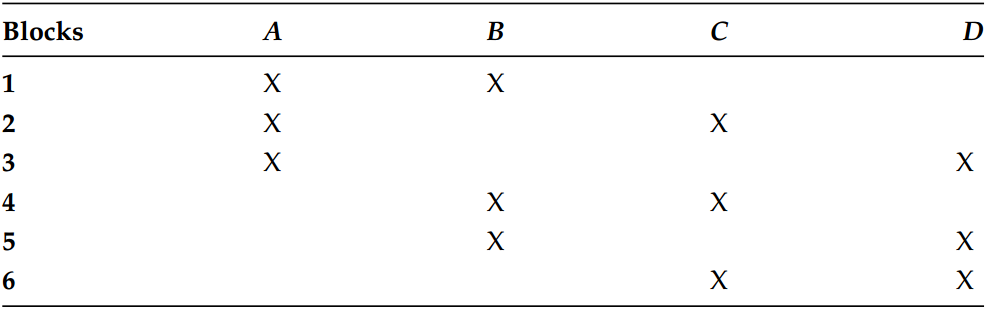 Blocks A B C D
1 X X
2 X X
3 X X
4 X X
5 X X
6 X X